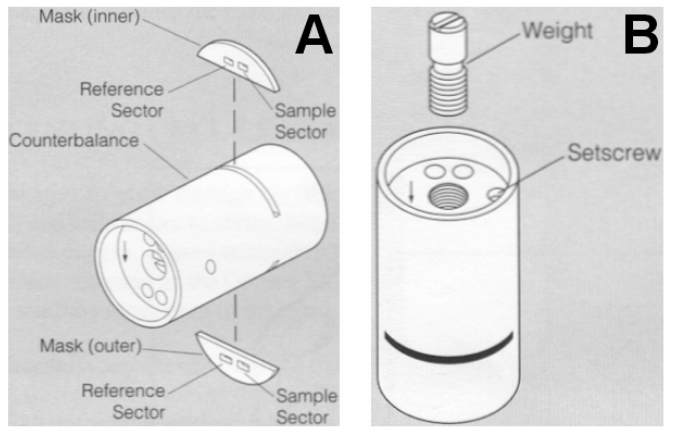 A
Mask (inner)
Reference
Sector
Sample
Sector
Counterbalance
Mask (outer)
Reference
Sector
Sample
Sector
B
Weight
Setscrew